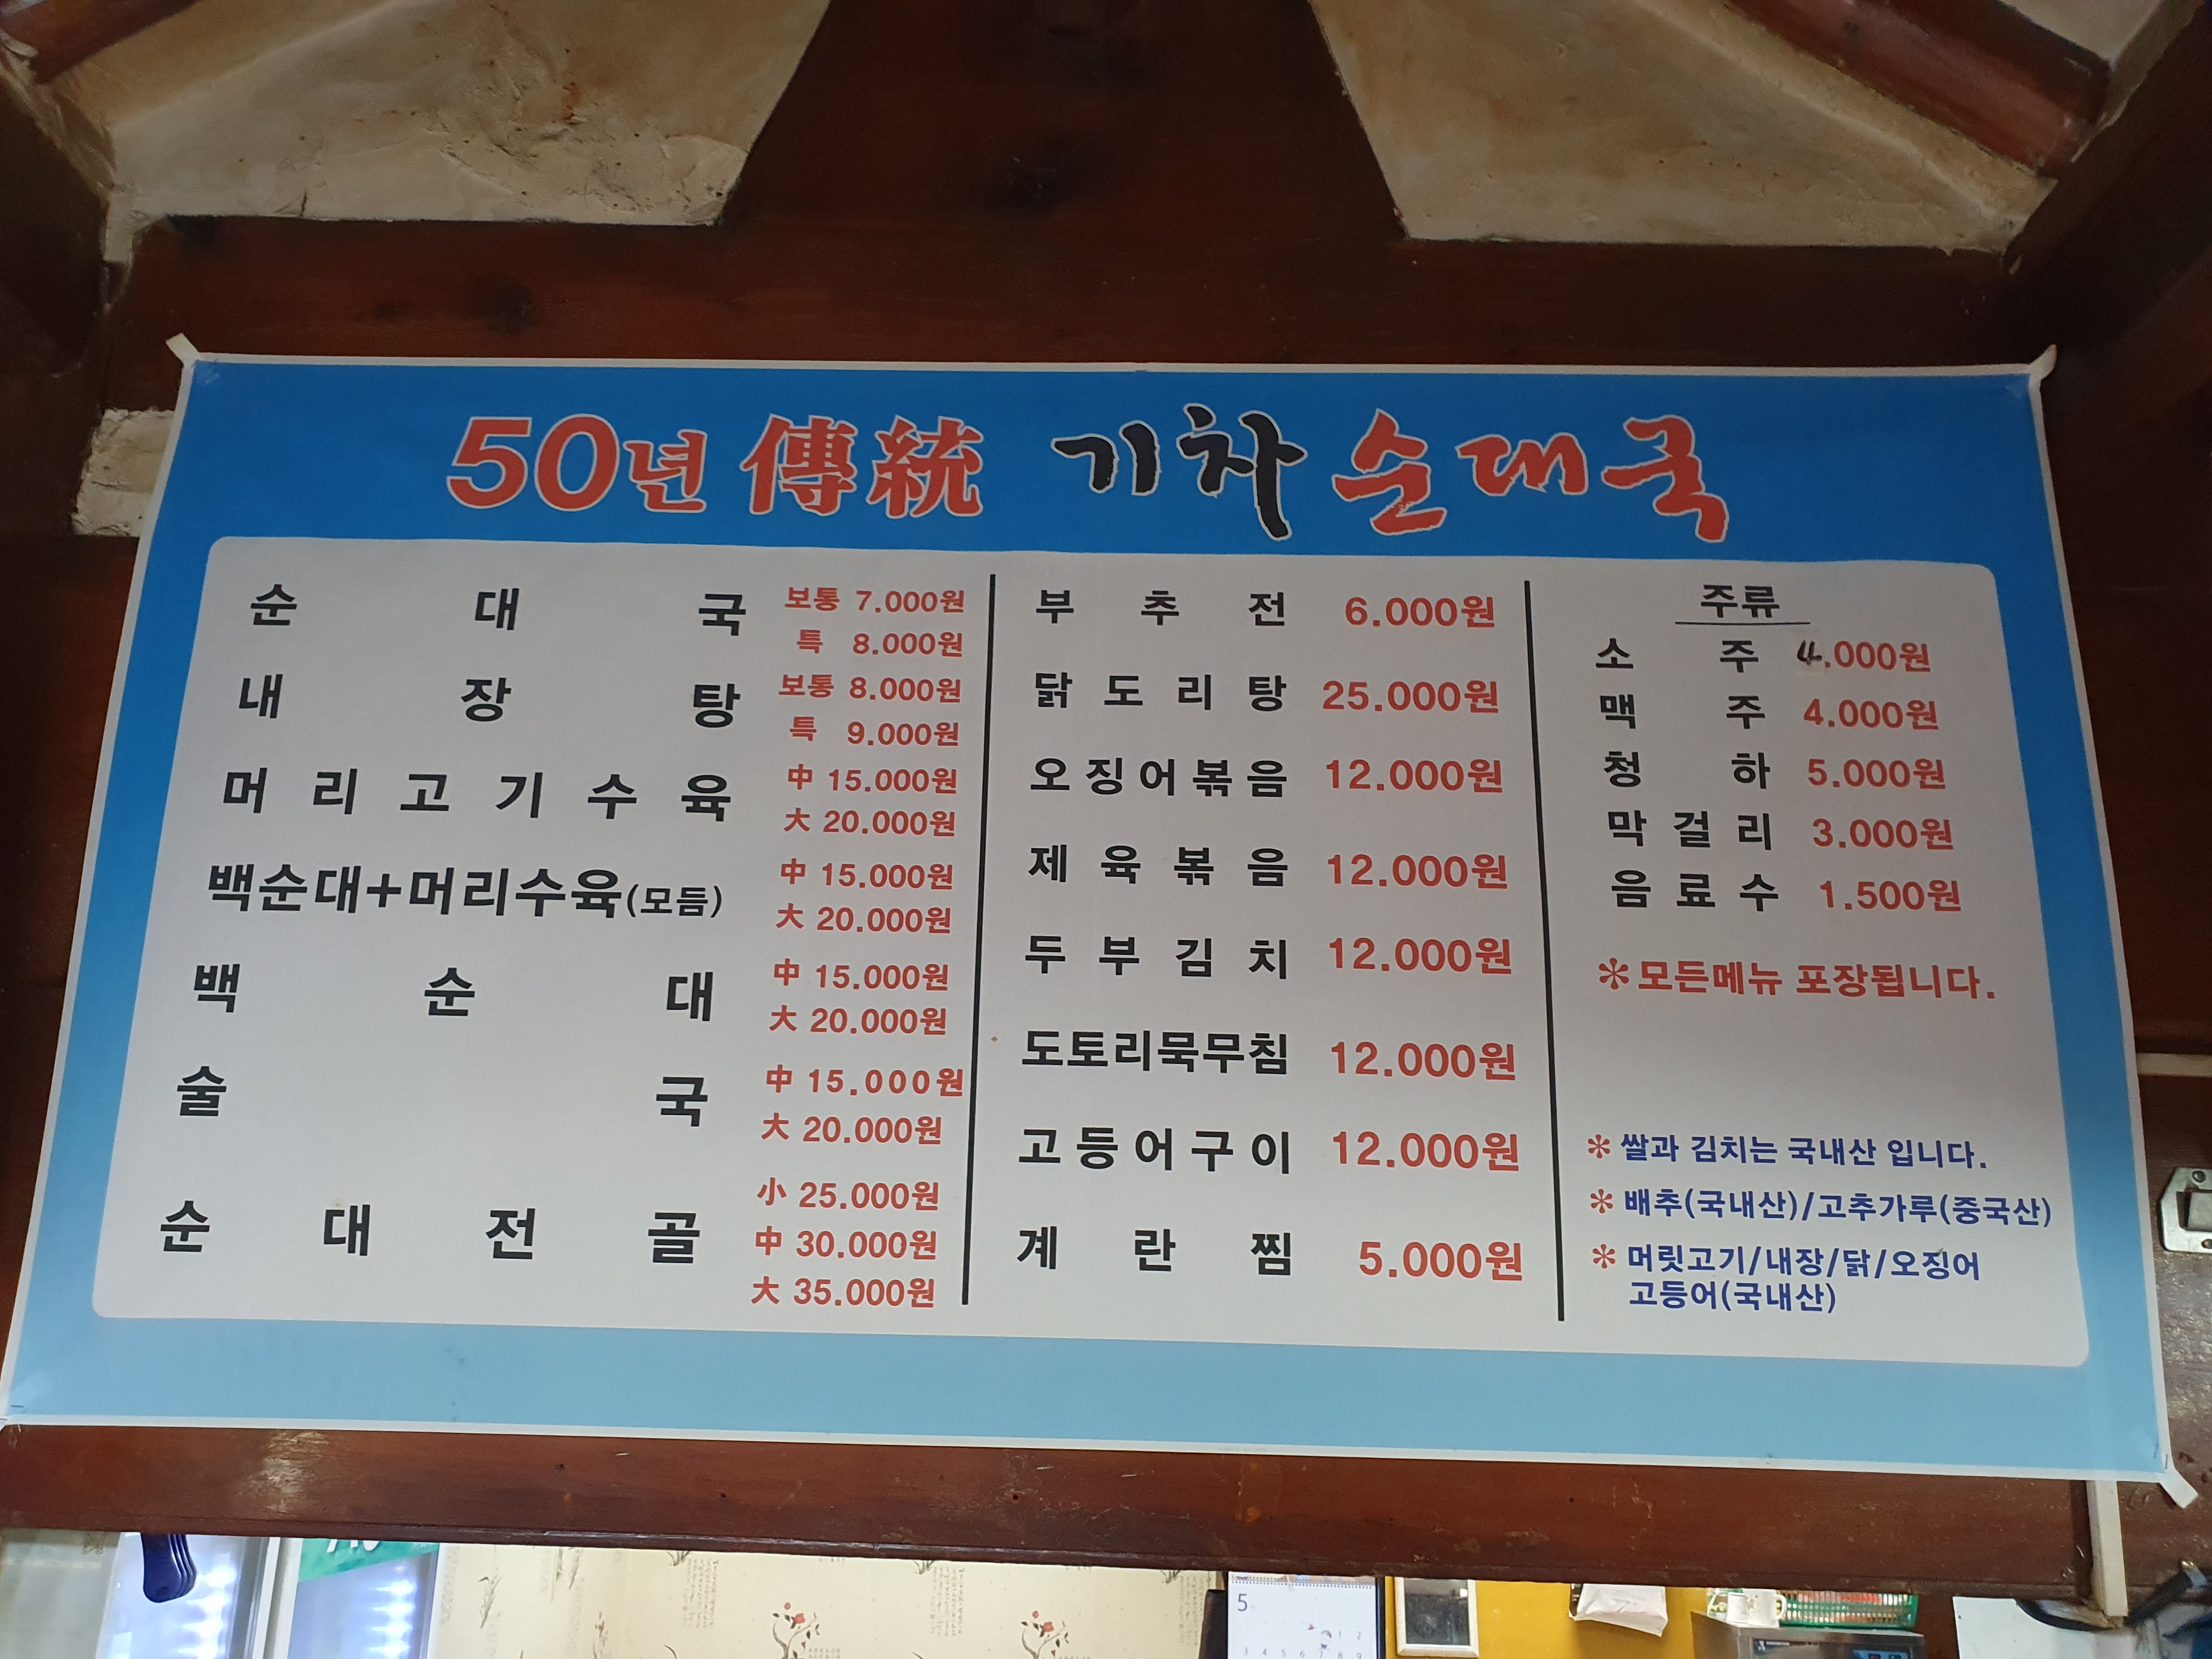 50년 傳統 기차순대국
순대국 보통 7.000원
특 8.000원
내장탕 보통 8.000원
특 9.000원
머리고기수육 中 15.000원
大 20.000원
백순대+머리수육(모듬) 中 15.000원
大 20.000원
백순대 中 15.000원
大 20.000원
술국 中 15.000원
大 20.000원
순대전골 小 25.000원
中 30.000원
大 35.000원
부추전 6.000원
닭도리탕 25.000원
오징어볶음 12.000원
제육볶음 12.000원
두부김치 12.000원
도토리묵무침 12.000원
고등어구이 12.000원
계란찜 5.000원
주류
소주 4.000원
맥주 4.000원
청하 5.000원
막걸리 3.000원
음료수 1.500원
※모든메뉴 포장됩니다.
※ 쌀과 김치는 국내산 입니다.
※ 배추(국내산)/고추가루(중국산)
※ 머릿고기/내장/닭/오징어
고등어(국내산)
5
1 2
3 4 5 6 7 8 9